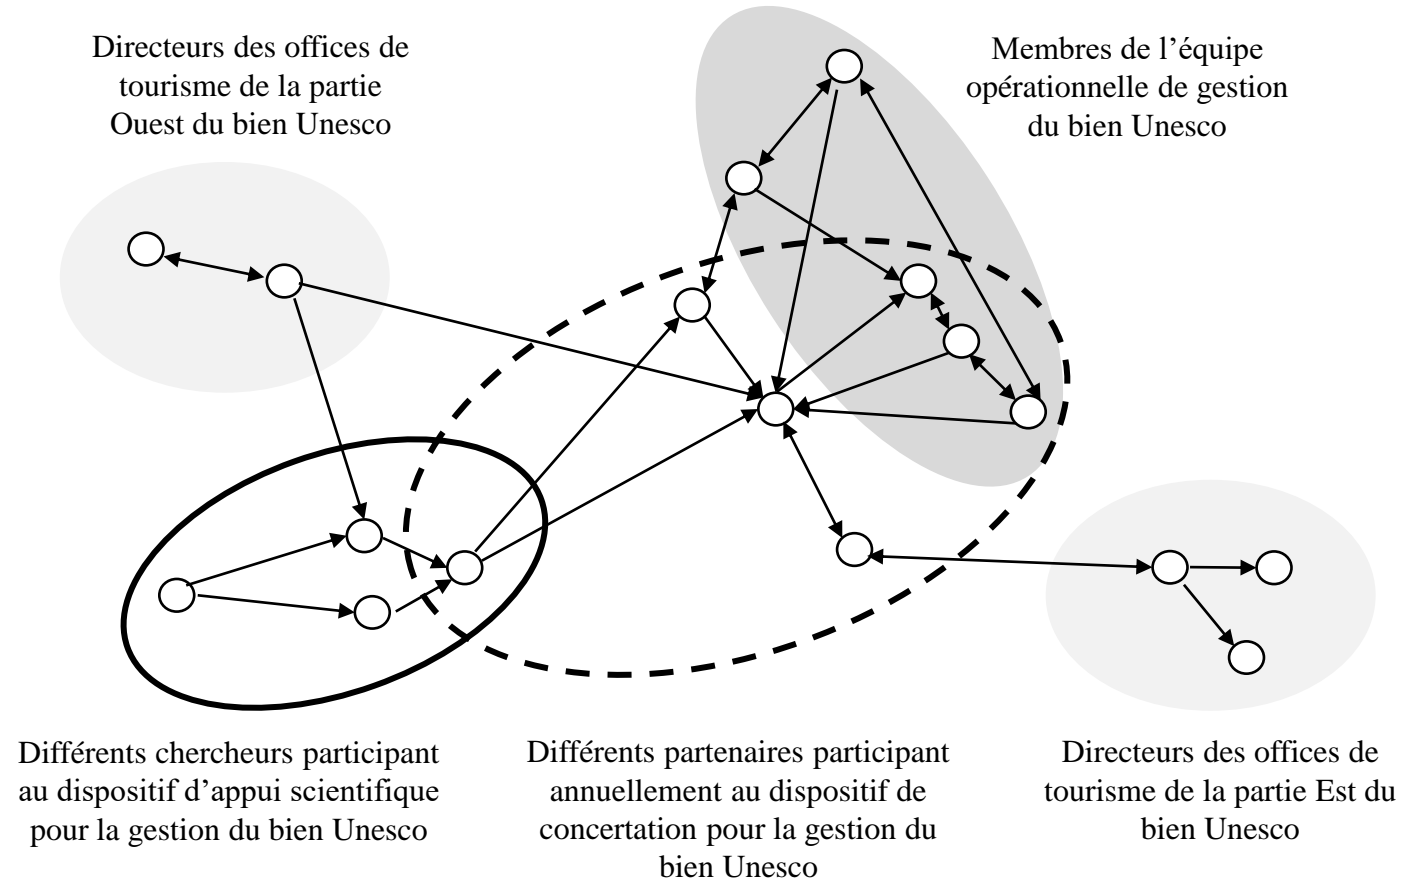 Directeurs des offices de
tourisme de la partie
Ouest du bien Unesco
Membres de l’équipe
opérationnelle de gestion
du bien Unesco
Différents chercheurs participant
au dispositif d’appui scientifique
pour la gestion du bien Unesco
Différents partenaires participant
annuellement au dispositif de
concertation pour la gestion du
bien Unesco
Directeurs des offices de
tourisme de la partie Est du
bien Unesco